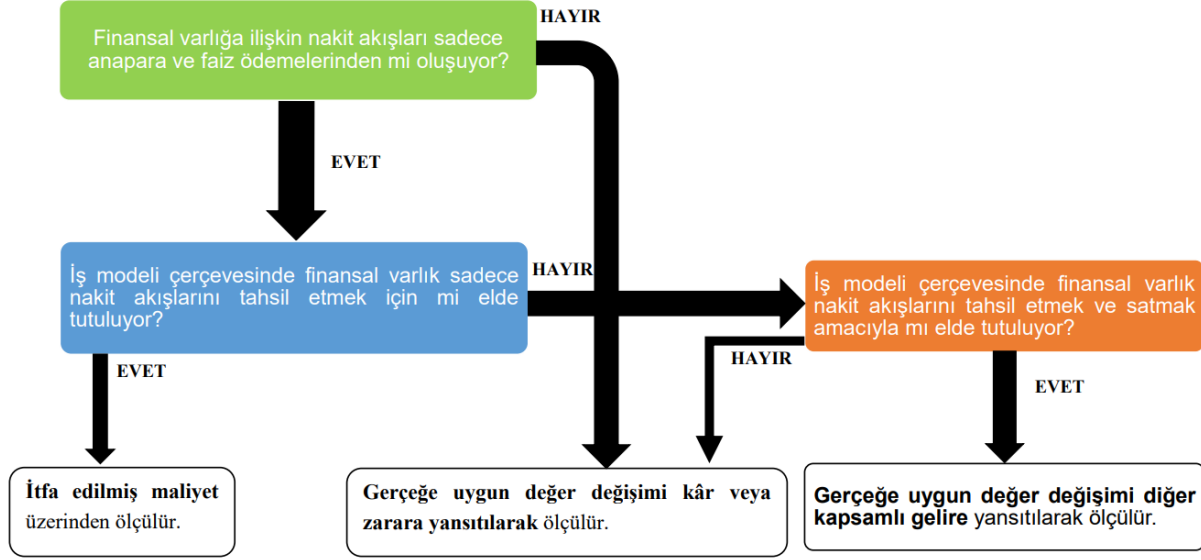 HAYIR
Finansal varlığa ilişkin nakit akışları sadece
anapara ve faiz ödemelerinden mi oluşuyor?
EVET
İş modeli çerçevesinde finansal varlık sadece
nakit akışlarını tahsil etmek için mi elde
tutuluyor?
HAYIR
İş modeli çerçevesinde finansal varlık
nakit akışlarını tahsil etmek ve satmak
amacıyla mı elde tutuluyor?
EVET
HAYIR
EVET
İtfa edilmiş maliyet
üzerinden ölçülür.
Gerçeğe uygun değer değişimi kâr veya
zarara yansıtılarak ölçülür.
Gerçeğe uygun değer değişimi diğer
kapsamlı gelire yansıtılarak ölçülür.